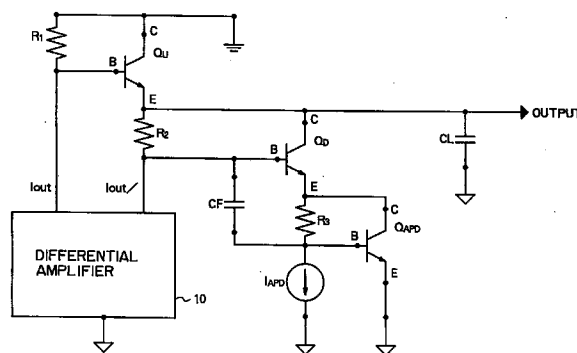 R1
C
QU
B
E
OUTPUT
C
CL
R2
B
QD
E
Iout
Iout/
CF
C
R3
QAPD
B
DIFFERENTIAL
AMPLIFIER
E
IAPD
10